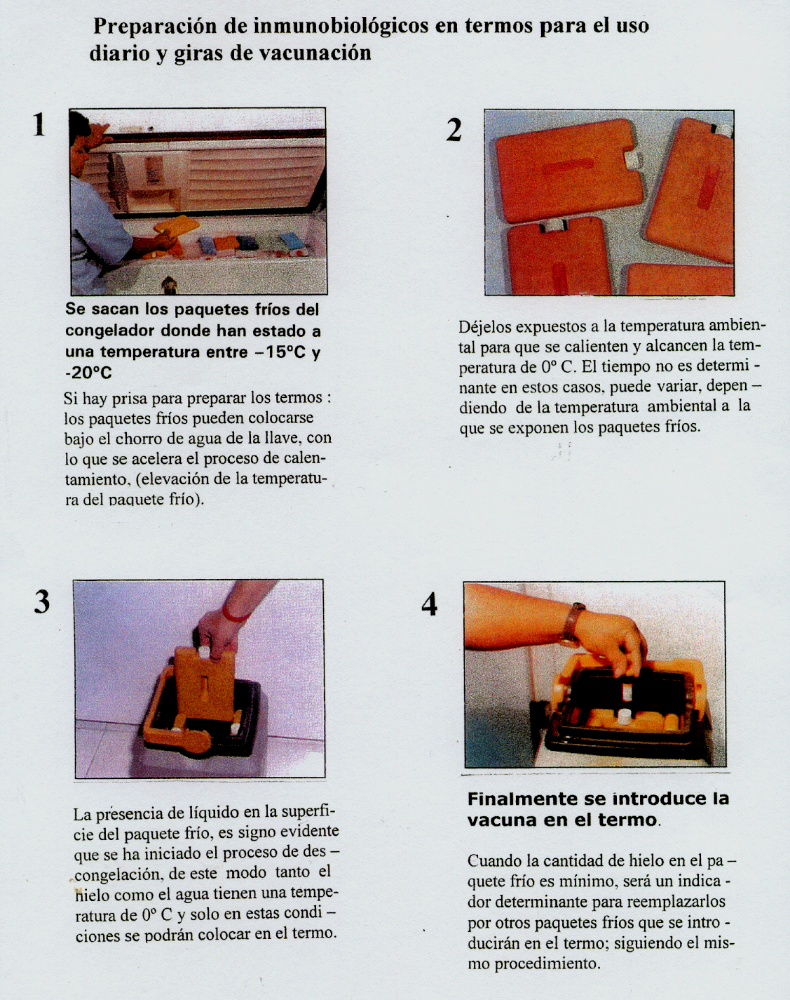 Preparación de inmunobiológicos en termos para el uso
diario y giras de vacunación
1
Se sacan los paquetes fríos del
congelador donde han estado a
una temperatura entre –15ºC y
-20ºC
Si hay prisa para preparar los termos :
los paquetes fríos pueden colocarse
bajo el chorro de agua de la llave, con
lo que se acelera el proceso de calen-
tamiento, (elevación de la temperatu-
ra del paquete frío).
2
Déjelos expuestos a la temperatura ambien-
tal para que se calienten y alcancen la tem-
peratura de 0º C. El tiempo no es determi -
nante en estos casos, puede variar, depen –
diendo de la temperatura ambiental a la
que se exponen los paquetes fríos.
3
La presencia de líquido en la superfi-
cie del paquete frío, es signo evidente
que se ha iniciado el proceso de des –
congelación, de este modo tanto el
hielo como el agua tienen una tempe-
ratura de 0º C y solo en estas condi –
ciones se podrán colocar en el termo.
4
Finalmente se introduce la
vacuna en el termo.
Cuando la cantidad de hielo en el pa –
quete frío es mínimo, será un indica -
dor determinante para reemplazarlos
por otros paquetes fríos que se intro -
ducirán en el termo; siguiendo el mis-
mo procedimiento.